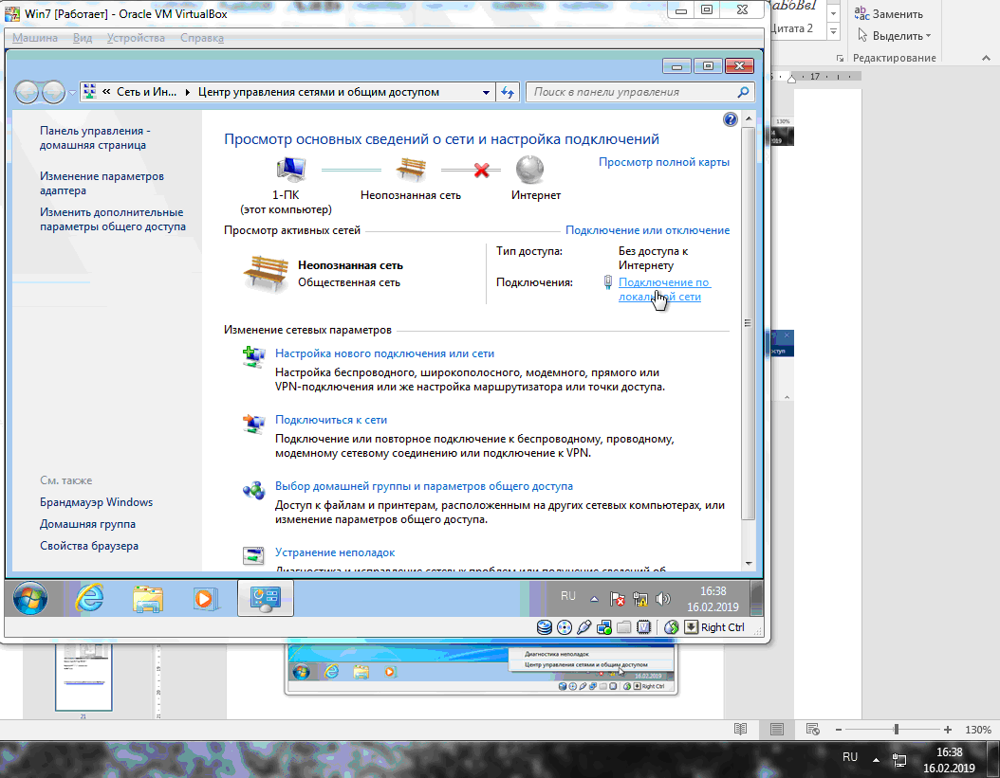 Win7 [Работает] - Oracle VM VirtualBox
Машина Вид Устройства Справка
Цитата 2
Заменить
Выделить
Редактирование
17
« Сеть и Ин... Центр управления сетями и общим доступом
Поиск в панели управления
Панель управления -
домашняя страница
Изменение параметров
адаптера
Изменить дополнительные
параметры общего доступа
Просмотр основных сведений о сети и настройка подключений
Просмотр полной карты
1-ПК
(этот компьютер)
Неопознанная сеть
Интернет
Просмотр активных сетей
Подключение или отключение
Неопознанная сеть
Общественная сеть
Тип доступа:
Без доступа к
Интернету
Подключения:
Подключение по
локальной сети
Изменение сетевых параметров
Настройка нового подключения или сети
Настройка беспроводного, широкополосного, модемного, прямого или
VPN-подключения или же настройка маршрутизатора или точки доступа.
Подключиться к сети
Подключение или повторное подключение к беспроводному, проводному,
модемному сетевому соединению или подключение к VPN.
Выбор домашней группы и параметров общего доступа
Доступ к файлам и принтерам, расположенным на других сетевых компьютерах, или
изменение параметров общего доступа.
Устранение неполадок
Диагностика и исправление сетевых проблем или получение сведений об
См. также
Брандмауэр Windows
Домашняя группа
Свойства браузера
RU
16:38
16.02.2019
Right Ctrl
Диагностика неполадок
Центр управления сетями и общим доступом
16.02.2019
Right Ctrl
21
130%
RU
16:38
16.02.2019